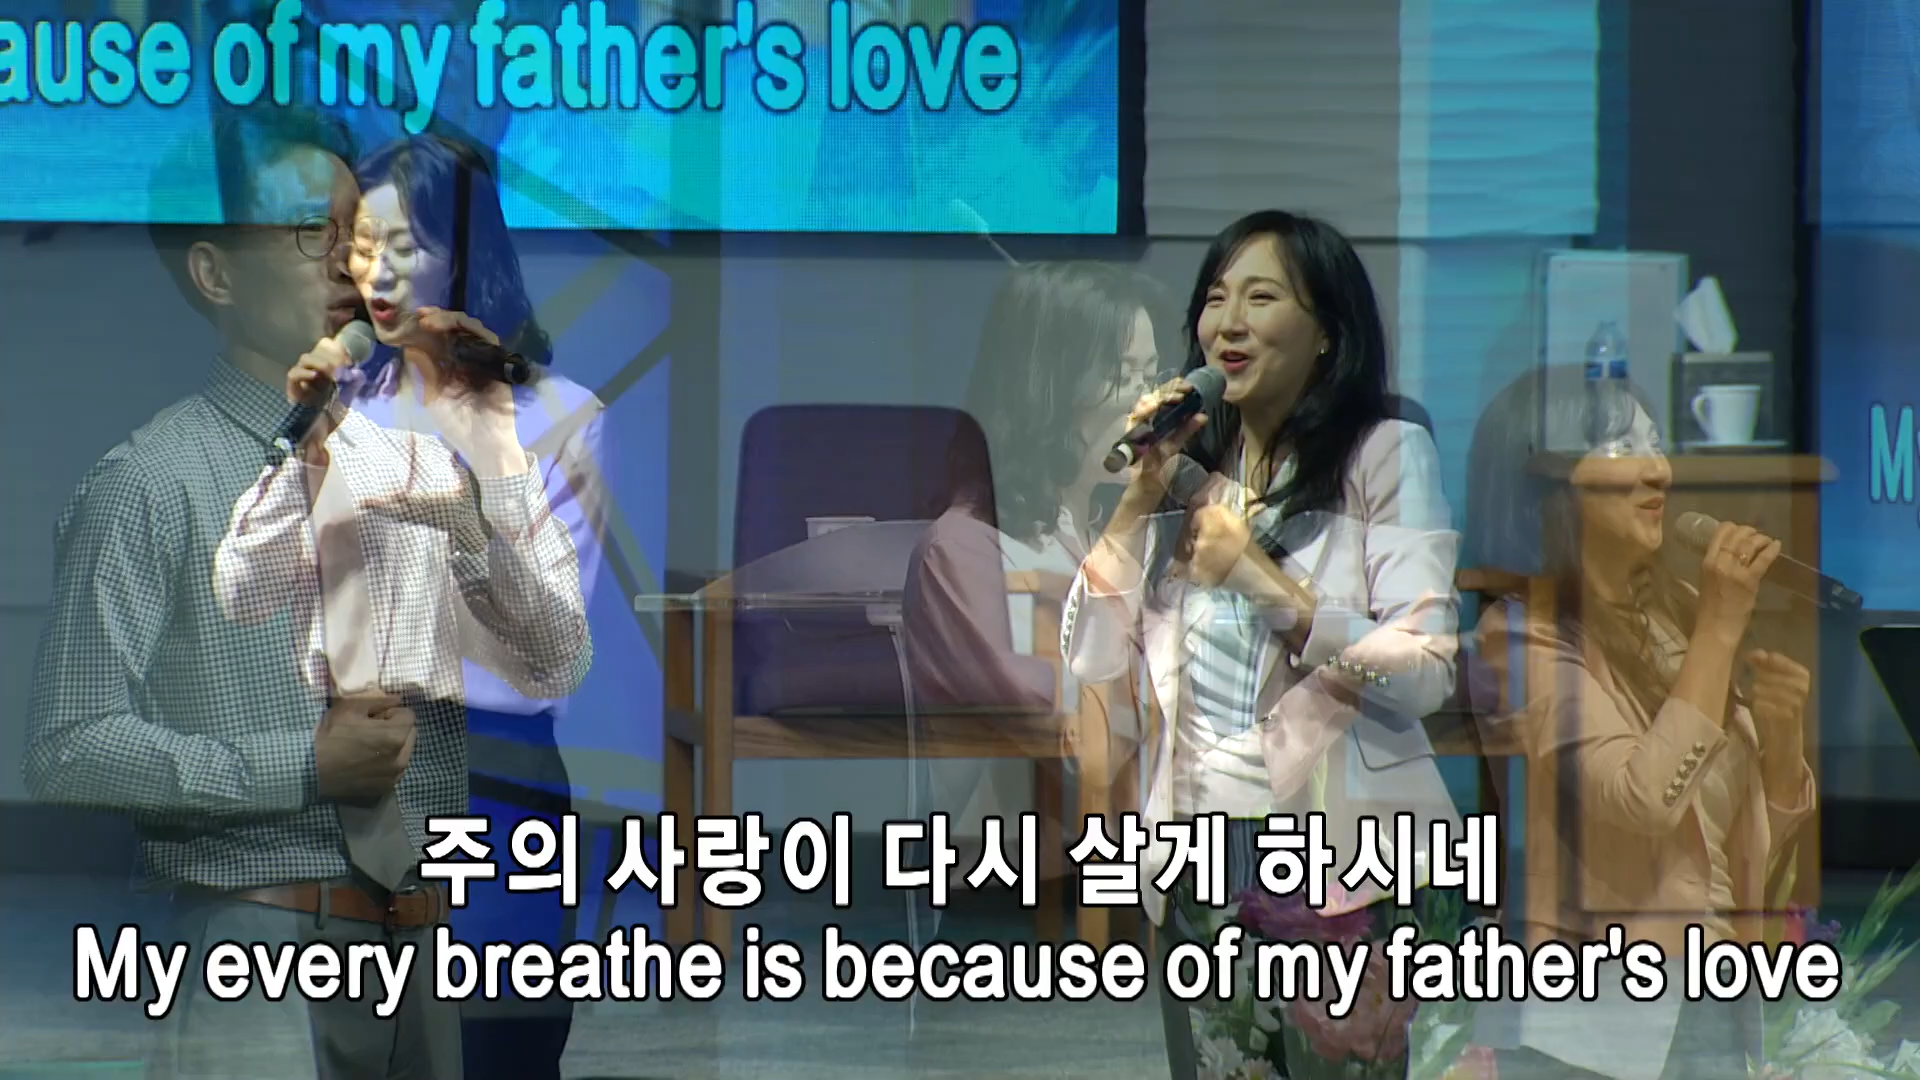 ause of my father's love
M
주의 사랑이 다시 살게 하시네
My every breathe is because of my father's love